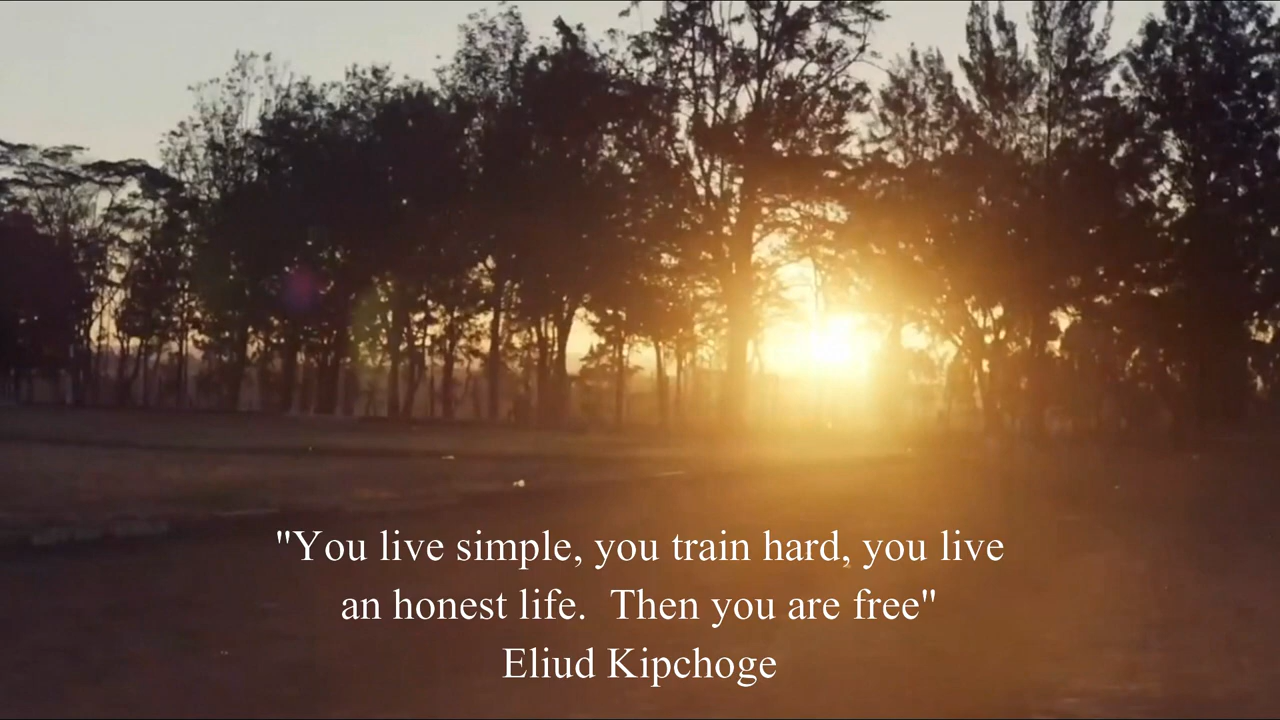 "You live simple, you train hard, you live
an honest life.  Then you are free"
Eliud Kipchoge